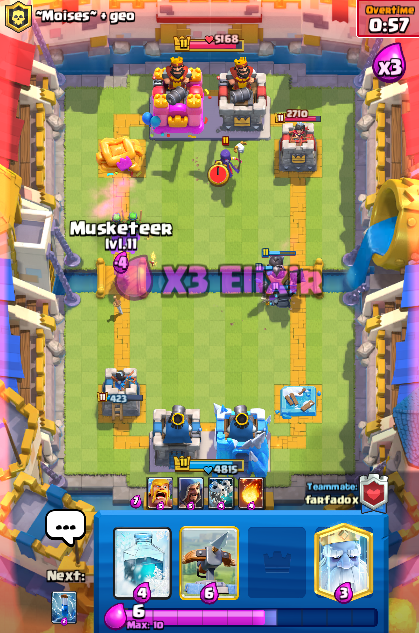 ~Moises~ + geo
OVERTIME
0:57
5168
x3
2710
Musketeer
lvl.11
-4
X3 Elixir
423
4815
Teammate:
farfadox
...
4
6
3
Next:
6
Max: 10